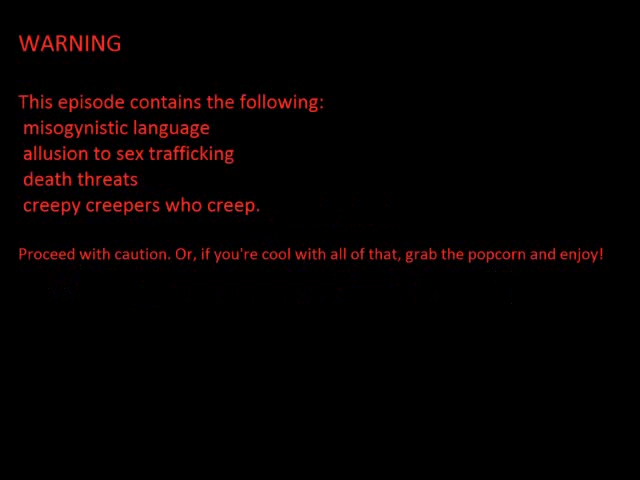 WARNING
This episode contains the following:
misogynistic language
allusion to sex trafficking
death threats
creepy creepers who creep.
Proceed with caution. Or, if you're cool with all of that, grab the popcorn and enjoy!